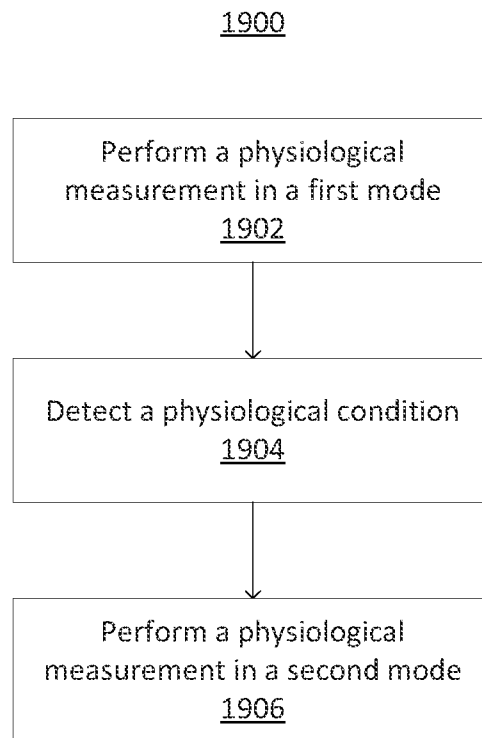 1900
Perform a physiological
measurement in a first mode
1902
Detect a physiological condition
1904
Perform a physiological
measurement in a second mode
1906